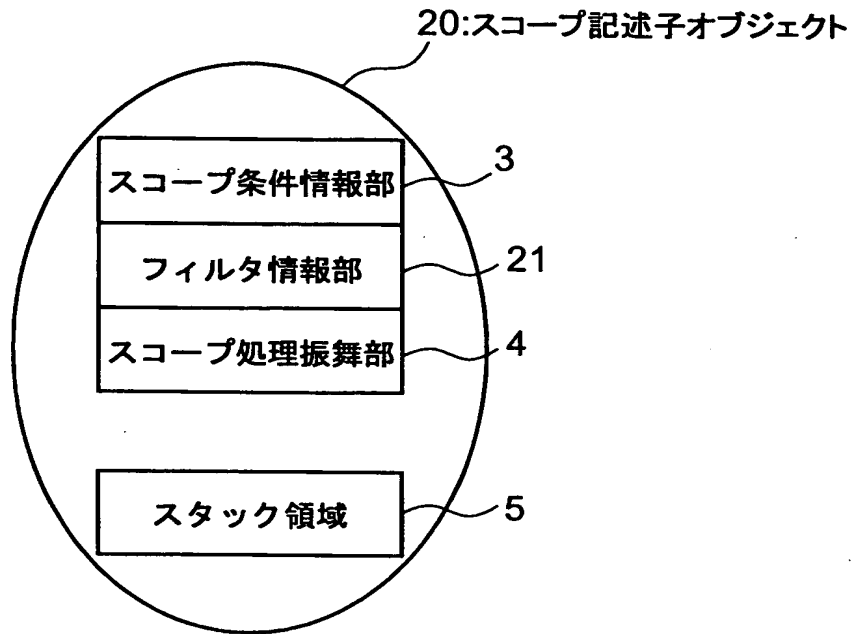 20:スコープ記述子オブジェクト
スコープ条件情報部
3
フィルタ情報部
21
スコープ処理振舞部
4
スタック領域
5